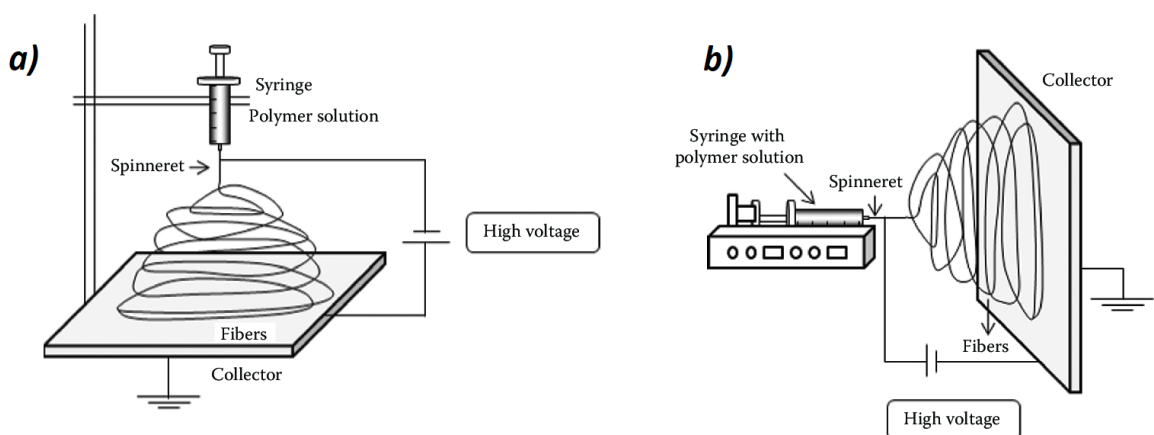 a)
Syringe
Polymer solution
Spinneret
High voltage
Fibers
Collector
b)
Collector
Syringe with
polymer solution
Spinneret
Fibers
High voltage